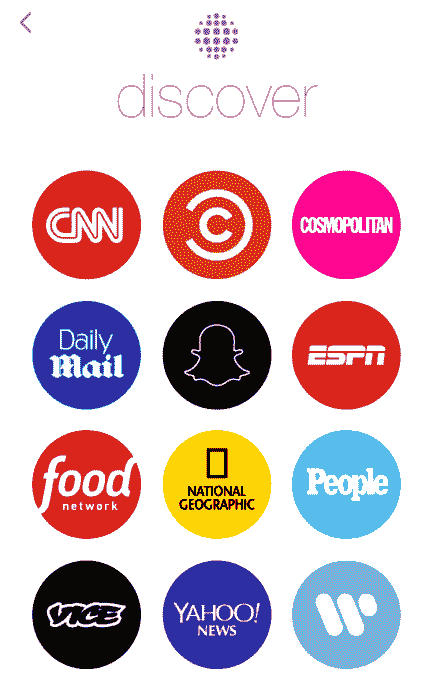 discover
CNN
COSMOPOLITAN
Daily
Mail
ESPN
food
network
NATIONAL
GEOGRAPHIC
People
VICE
YAHOO!
NEWS